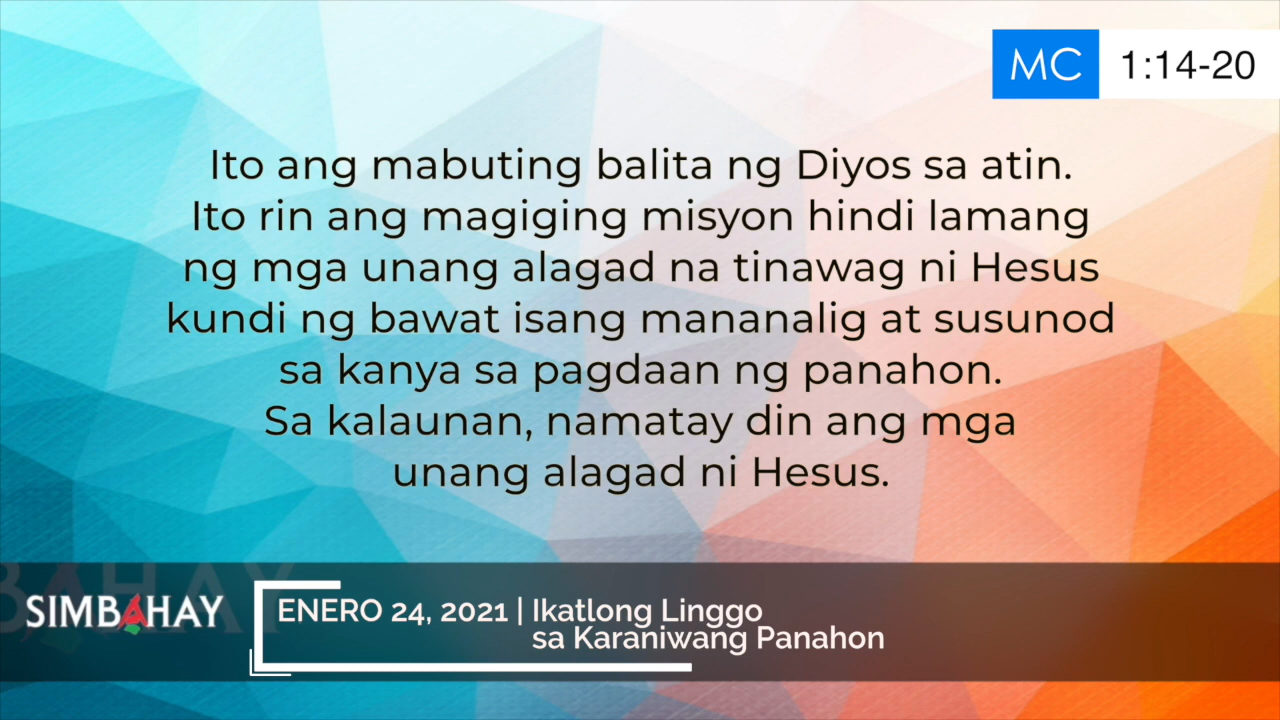 MC 1:14-20
Ito ang mabuting balita ng Diyos sa atin.
Ito rin ang magiging misyon hindi lamang
ng mga unang alagad na tinawag ni Hesus
kundi ng bawat isang mananalig at susunod
sa kanya sa pagdaan ng panahon.
Sa kalaunan, namatay din ang mga
unang alagad ni Hesus.
SIMBAHAY
ENERO 24, 2021 | Ikatlong Linggo
sa Karaniwang Panahon